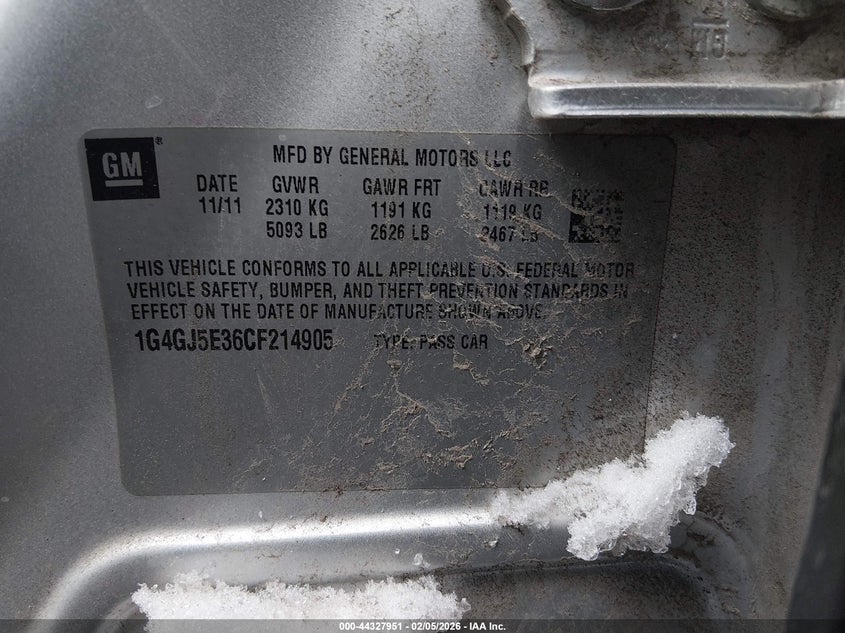 H5
GM ®
MFD BY GENERAL MOTORS LLC
DATE GVWR GAWR FRT GAWR RR
11/11 2310 KG 1191 KG 1119 KG
5093 LB 2626 LB 2467 LB
THIS VEHICLE CONFORMS TO ALL APPLICABLE U.S. FEDERAL MOTOR
VEHICLE SAFETY, BUMPER, AND THEFT PREVENTION STANDARDS IN
EFFECT ON THE DATE OF MANUFACTURE SHOWN ABOVE.
1G4GJ5E36CF214905 TYPE: PASS CAR
000-44327951 - 02/05/2026 - IAA Inc.